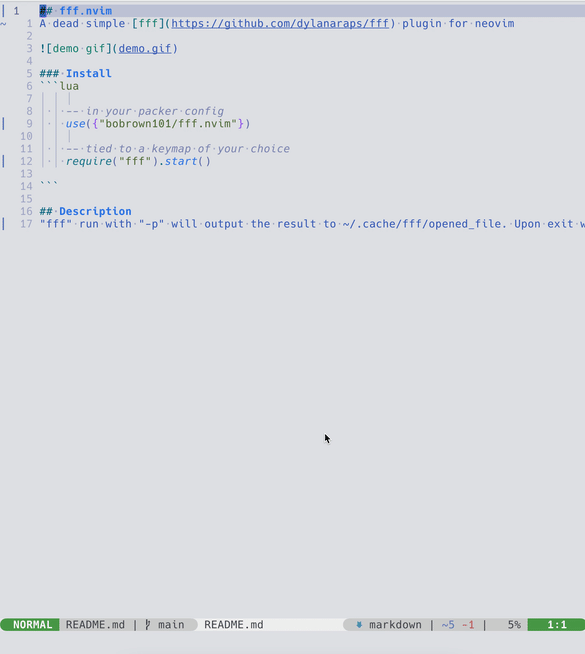 1 ## fff.nvim
~ 1 A dead simple [fff](https://github.com/dylanaraps/fff) plugin for neovim
2
3 ![demo gif](demo.gif)
4
5 ### Install
6 ```lua
7
8 -- in your packer config
9 use({"bobrown101/fff.nvim"})
10
11 -- tied to a keymap of your choice
12 require("fff").start()
13
14 ```
15
16 ## Description
17 "fff" run with "-p" will output the result to ~/.cache/fff/opened_file. Upon exit w
NORMAL README.md | main README.md markdown | ~5 -1 | 5% 1:1